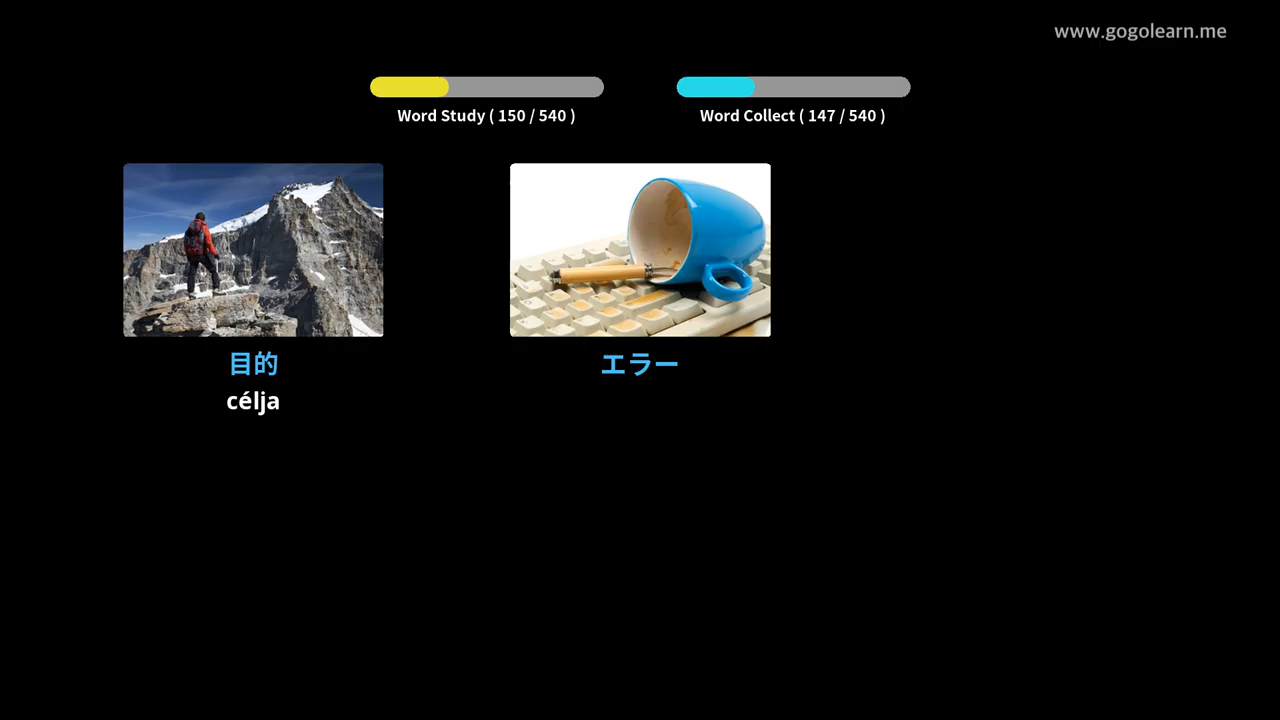 www.gogolearn.me
Word Study ( 150 / 540 )
Word Collect ( 147 / 540 )
目的
célja
エラー